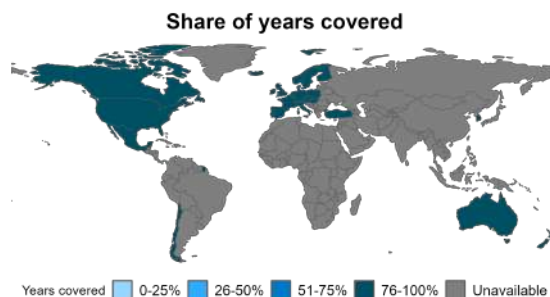 Share of years covered
Years covered 0-25% 26-50% 51-75% 76-100% Unavailable